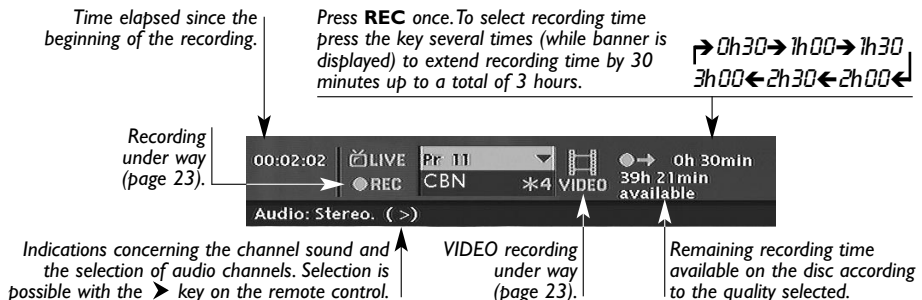 Time elapsed since the
beginning of the recording.
Press REC once. To select recording time
press the key several times (while banner is
displayed) to extend recording time by 30
minutes up to a total of 3 hours.
0h30➔1h00➔1h30
3h00←2h30←2h00
Recording
under way
(page 23).
00:02:02
LIVE
REC
Pr 11
CBN *4
VIDEO
0h 30min
39h 21min
available
Audio: Stereo. ( >)
Indications concerning the channel sound and
the selection of audio channels. Selection is
possible with the ➤ key on the remote control.
VIDEO recording
under way
(page 23).
Remaining recording time
available on the disc according
to the quality selected.